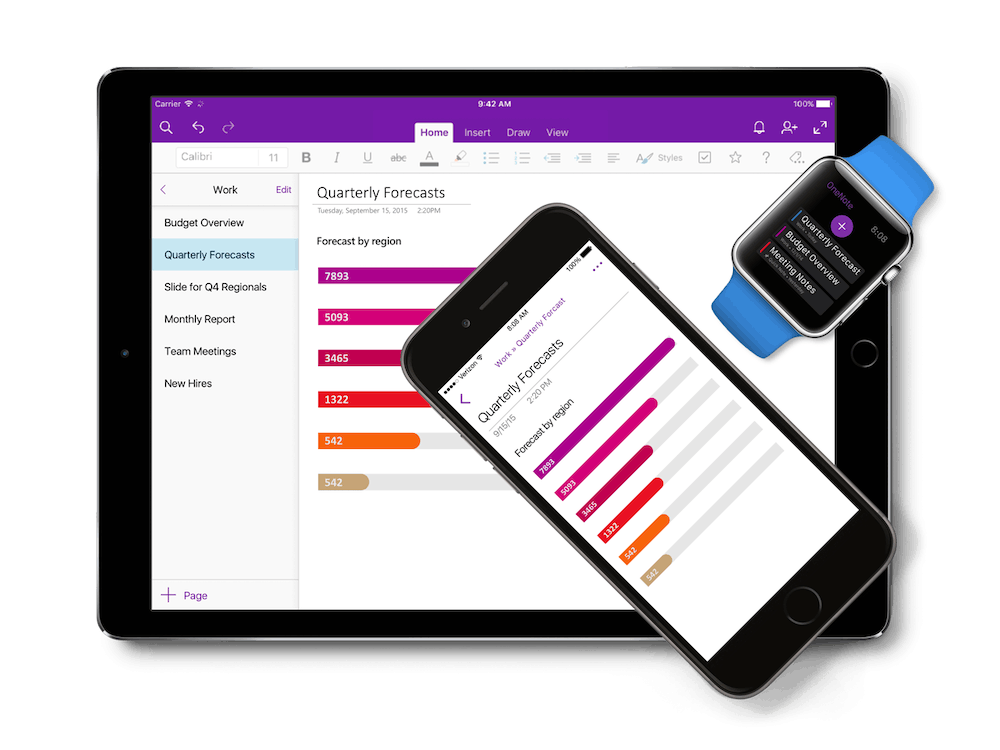 Carrier 9:42 AM 100%
Home Insert Draw View
Calibri 11 B I U abc A Styles ?
Work Edit
Budget Overview
Quarterly Forecasts
Slide for Q4 Regionals
Monthly Report
Team Meetings
New Hires
Page
Quarterly Forecasts
Tuesday, September 15, 2015 2:20PM
Forecast by region
7893
5093
3465
1322
542
542
Verizon 8:08 AM 100%
Work » Quarterly Forcast
Quarterly Forecasts
9/15/15 2:20 PM
Forecast by region
7893
5093
3465
1322
542
542
OneNote
8:08
Quarterly Forecast
Budget Overview
Meeting Notes